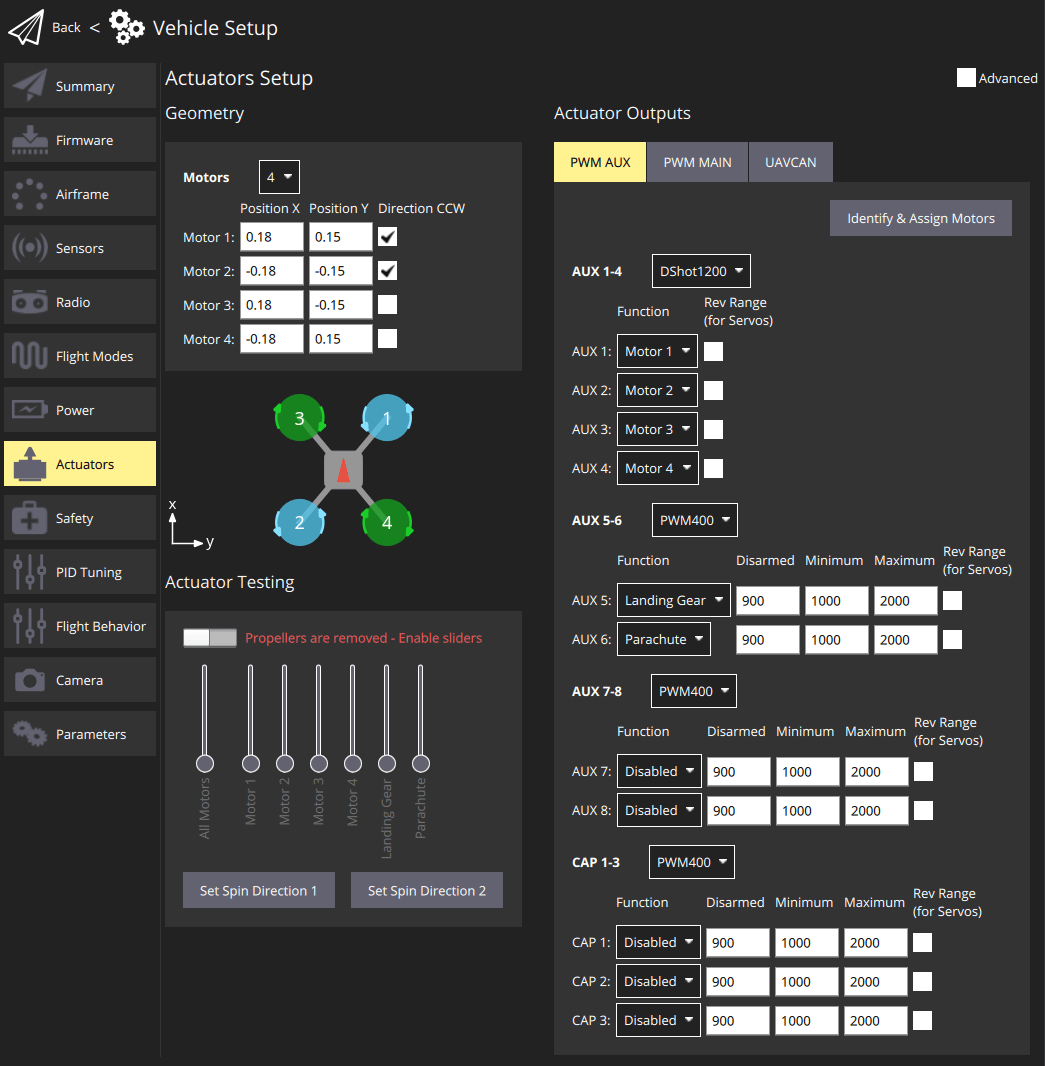 Back < Vehicle Setup
Summary
Firmware
Airframe
Sensors
Radio
Flight Modes
Power
Actuators
Safety
PID Tuning
Flight Behavior
Camera
Parameters
Actuators Setup
Advanced
Geometry
Motors 4
Position X Position Y Direction CCW
Motor 1: 0.18 0.15
Motor 2: -0.18 -0.15
Motor 3: 0.18 -0.15
Motor 4: -0.18 0.15
3 1
2 4
x
y
Actuator Testing
Propellers are removed - Enable sliders
All Motors
Motor 1
Motor 2
Motor 3
Motor 4
Landing Gear
Parachute
Set Spin Direction 1 Set Spin Direction 2
Actuator Outputs
PWM AUX PWM MAIN UAVCAN
Identify & Assign Motors
AUX 1-4 DShot1200
Function Rev Range
(for Servos)
AUX 1: Motor 1
AUX 2: Motor 2
AUX 3: Motor 3
AUX 4: Motor 4
AUX 5-6 PWM400
Function Disarmed Minimum Maximum Rev Range
(for Servos)
AUX 5: Landing Gear 900 1000 2000
AUX 6: Parachute 900 1000 2000
AUX 7-8 PWM400
Function Disarmed Minimum Maximum Rev Range
(for Servos)
AUX 7: Disabled 900 1000 2000
AUX 8: Disabled 900 1000 2000
CAP 1-3 PWM400
Function Disarmed Minimum Maximum Rev Range
(for Servos)
CAP 1: Disabled 900 1000 2000
CAP 2: Disabled 900 1000 2000
CAP 3: Disabled 900 1000 2000